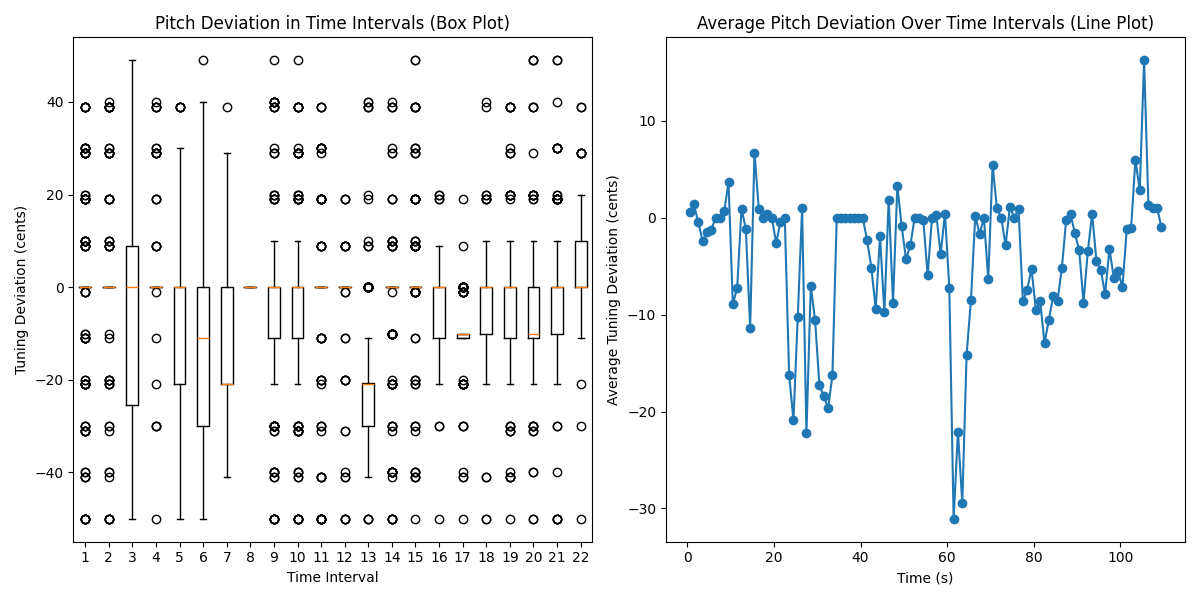 Pitch Deviation in Time Intervals (Box Plot)
Tuning Deviation (cents)
40
20
0
−20
−40
1 2 3 4 5 6 7 8 9 10 11 12 13 14 15 16 17 18 19 20 21 22
Time Interval
Average Pitch Deviation Over Time Intervals (Line Plot)
Average Tuning Deviation (cents)
10
0
−10
−20
−30
0 20 40 60 80 100
Time (s)